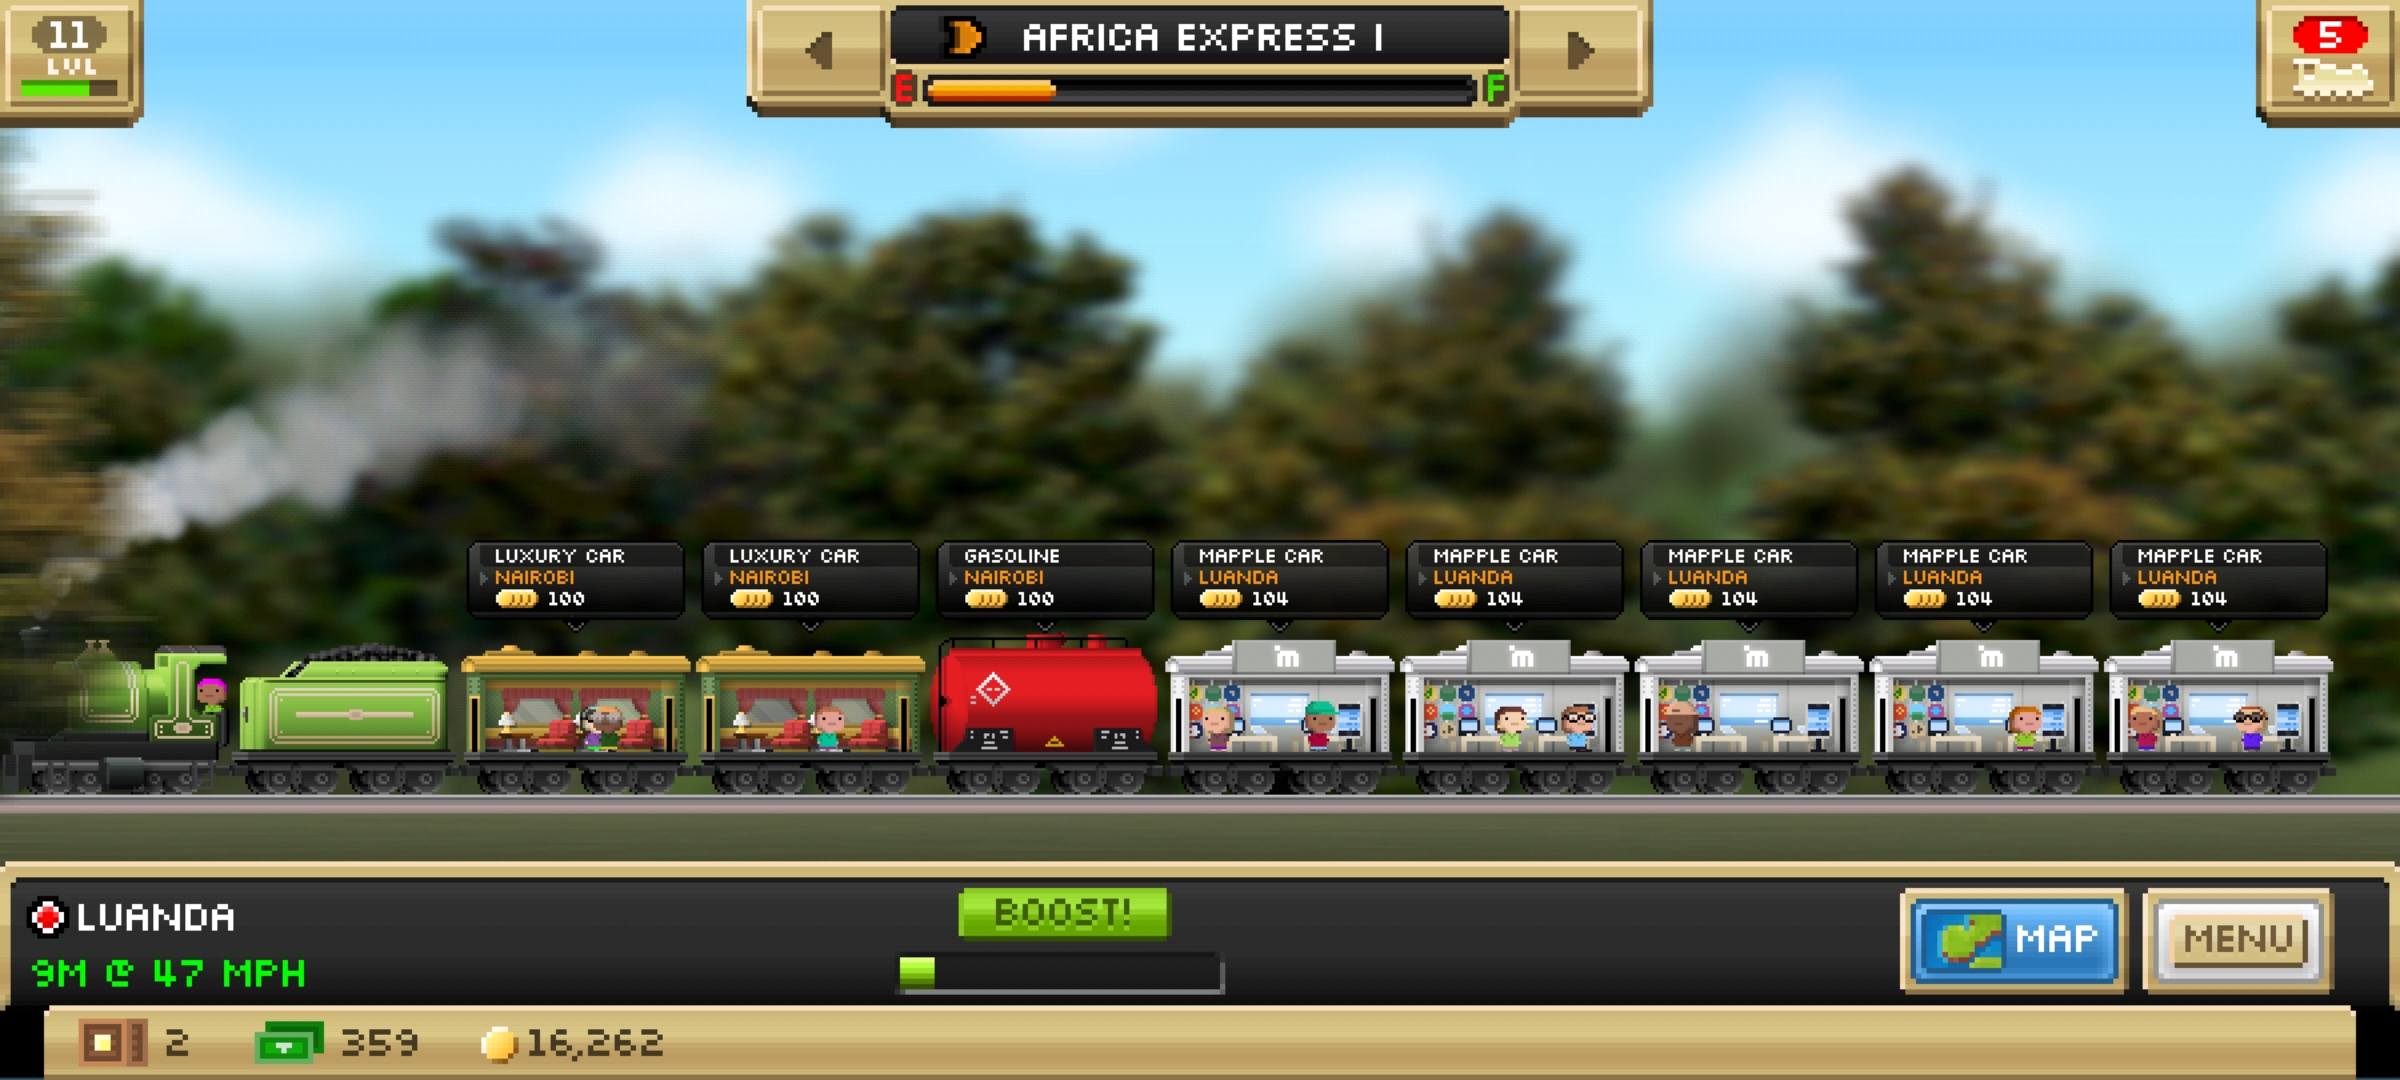 11
LVL
AFRICA EXPRESS I
E
F
5
LUXURY CAR
NAIROBI
100
LUXURY CAR
NAIROBI
100
GASOLINE
NAIROBI
100
MAPPLE CAR
LUANDA
104
MAPPLE CAR
LUANDA
104
MAPPLE CAR
LUANDA
104
MAPPLE CAR
LUANDA
104
MAPPLE CAR
LUANDA
104
m
m
m
m
m
LUANDA
9M @ 47 MPH
BOOST!
MAP
MENU
2
359
16,262